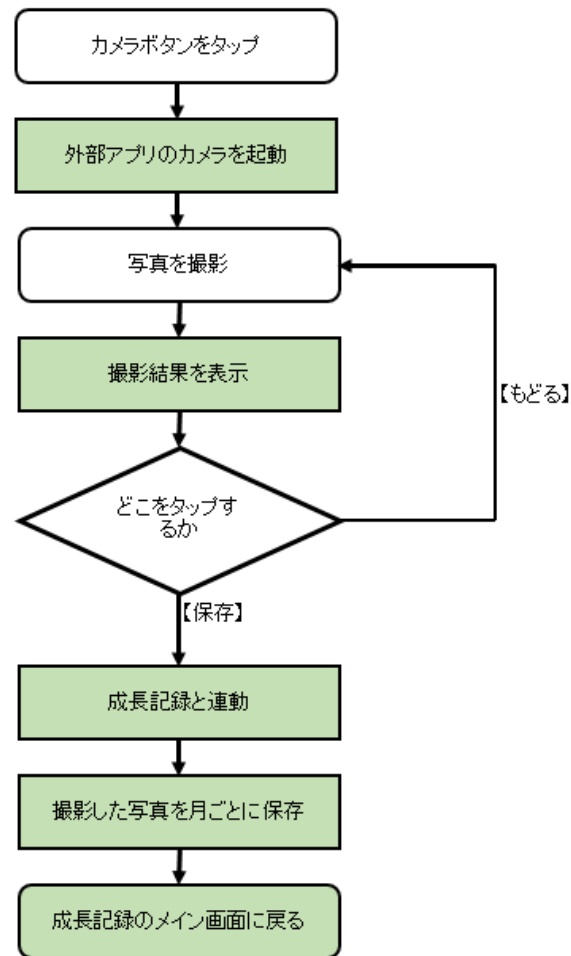 カメラボタンをタップ
外部アプリのカメラを起動
写真を撮影
撮影結果を表示
【もどる】
どこをタップす
るか
【保存】
成長記録と連動
撮影した写真を月ごとに保存
成長記録のメイン画面に戻る